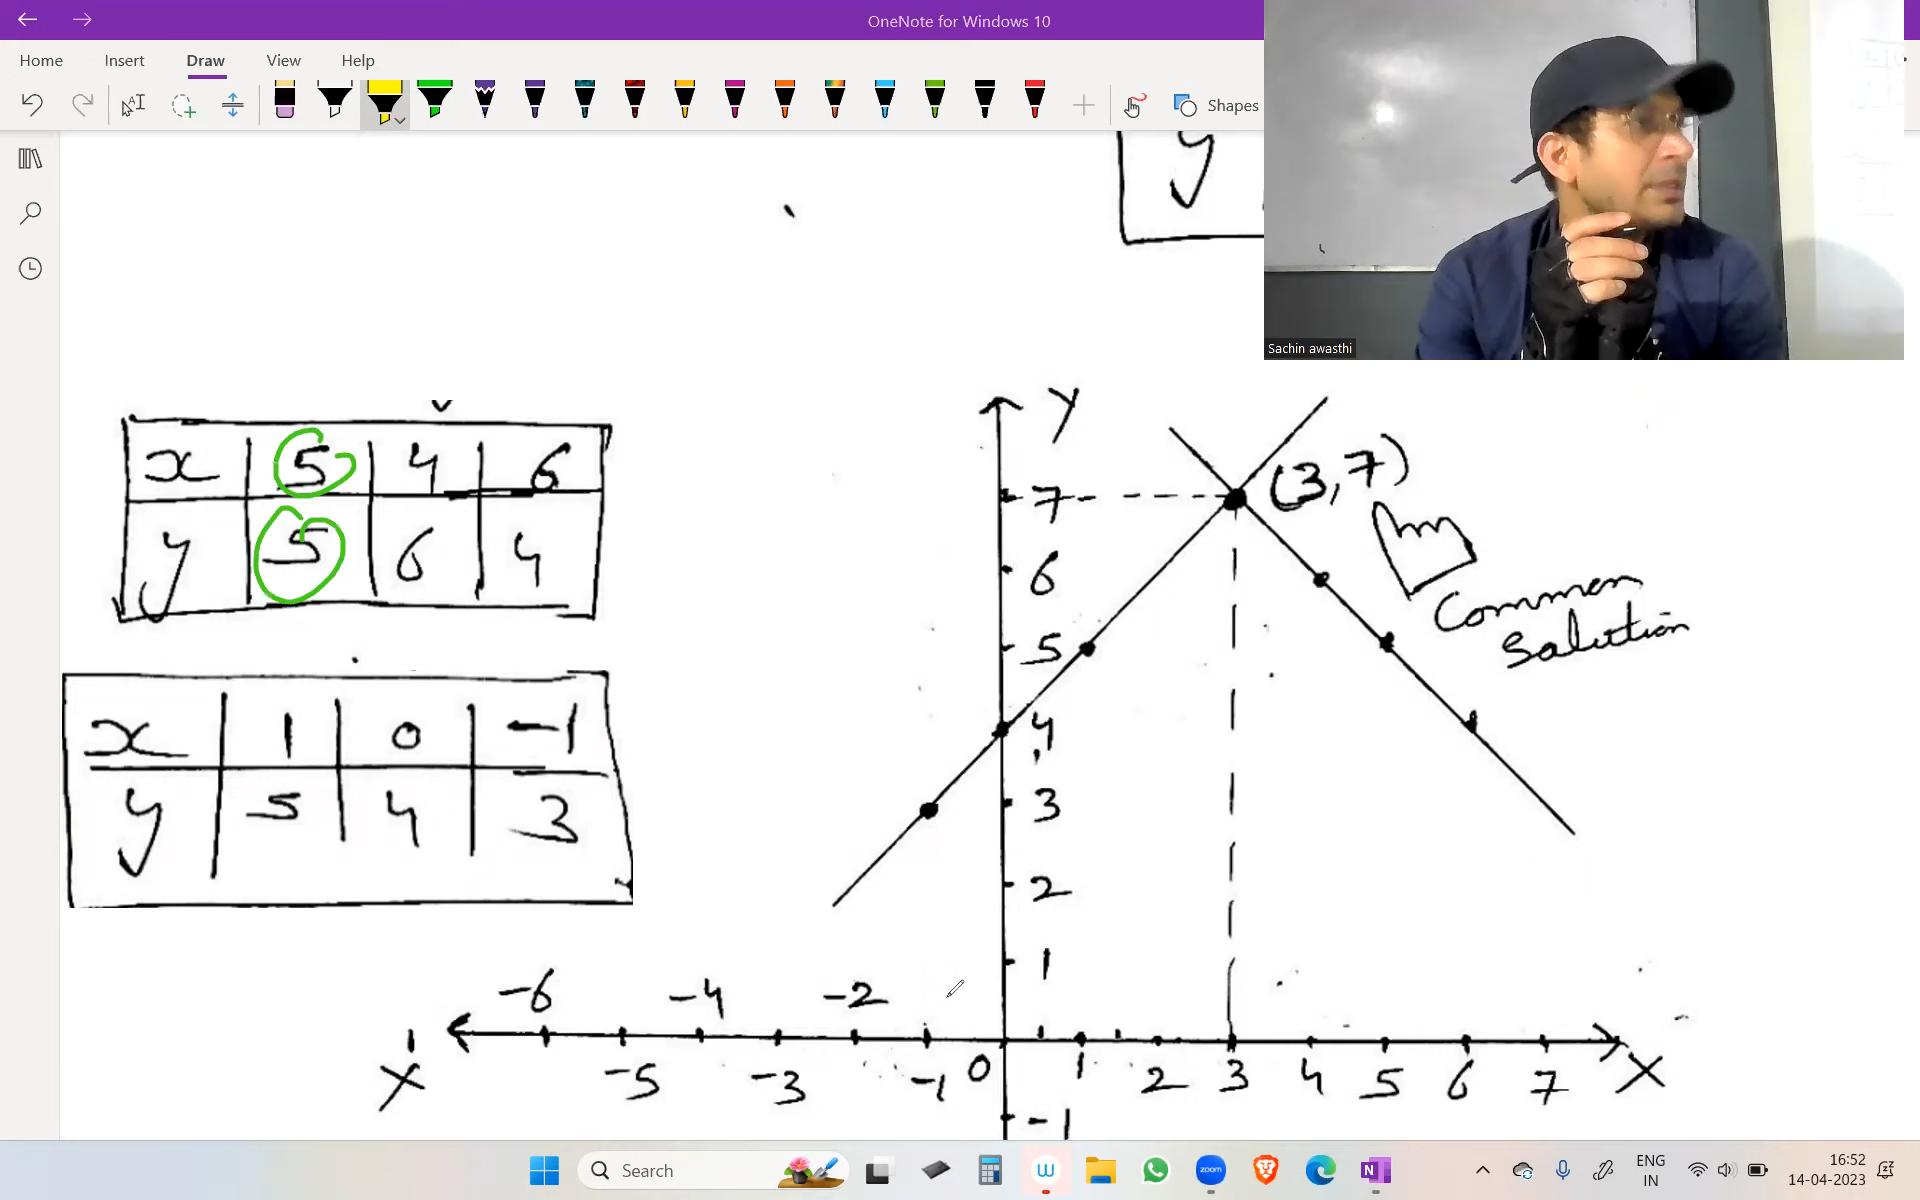 OneNote for Windows 10
Home Insert Draw View Help
Shapes
y
Sachin awasthi
x 5 4 6
y 5 6 4
x 1 0 -1
y 5 4 3
Y
7
6
5
4
3
2
1
-1
(3,7)
Common
Solution
-6 -4 -2
X' -5 -3 -1 0 1 2 3 4 5 6 7 X
Search
zoom
ENG
IN
16:52
14-04-2023